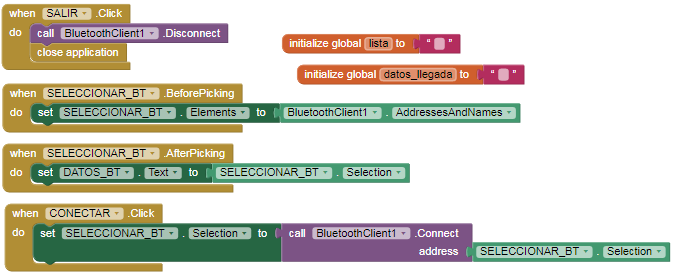 when SALIR .Click
do call BluetoothClient1 .Disconnect
close application
initialize global lista to " "
initialize global datos_llegada to " "
when SELECCIONAR_BT .BeforePicking
do set SELECCIONAR_BT . Elements to BluetoothClient1 . AddressesAndNames
when SELECCIONAR_BT .AfterPicking
do set DATOS_BT . Text to SELECCIONAR_BT . Selection
when CONECTAR .Click
do set SELECCIONAR_BT . Selection to call BluetoothClient1 .Connect
address SELECCIONAR_BT . Selection